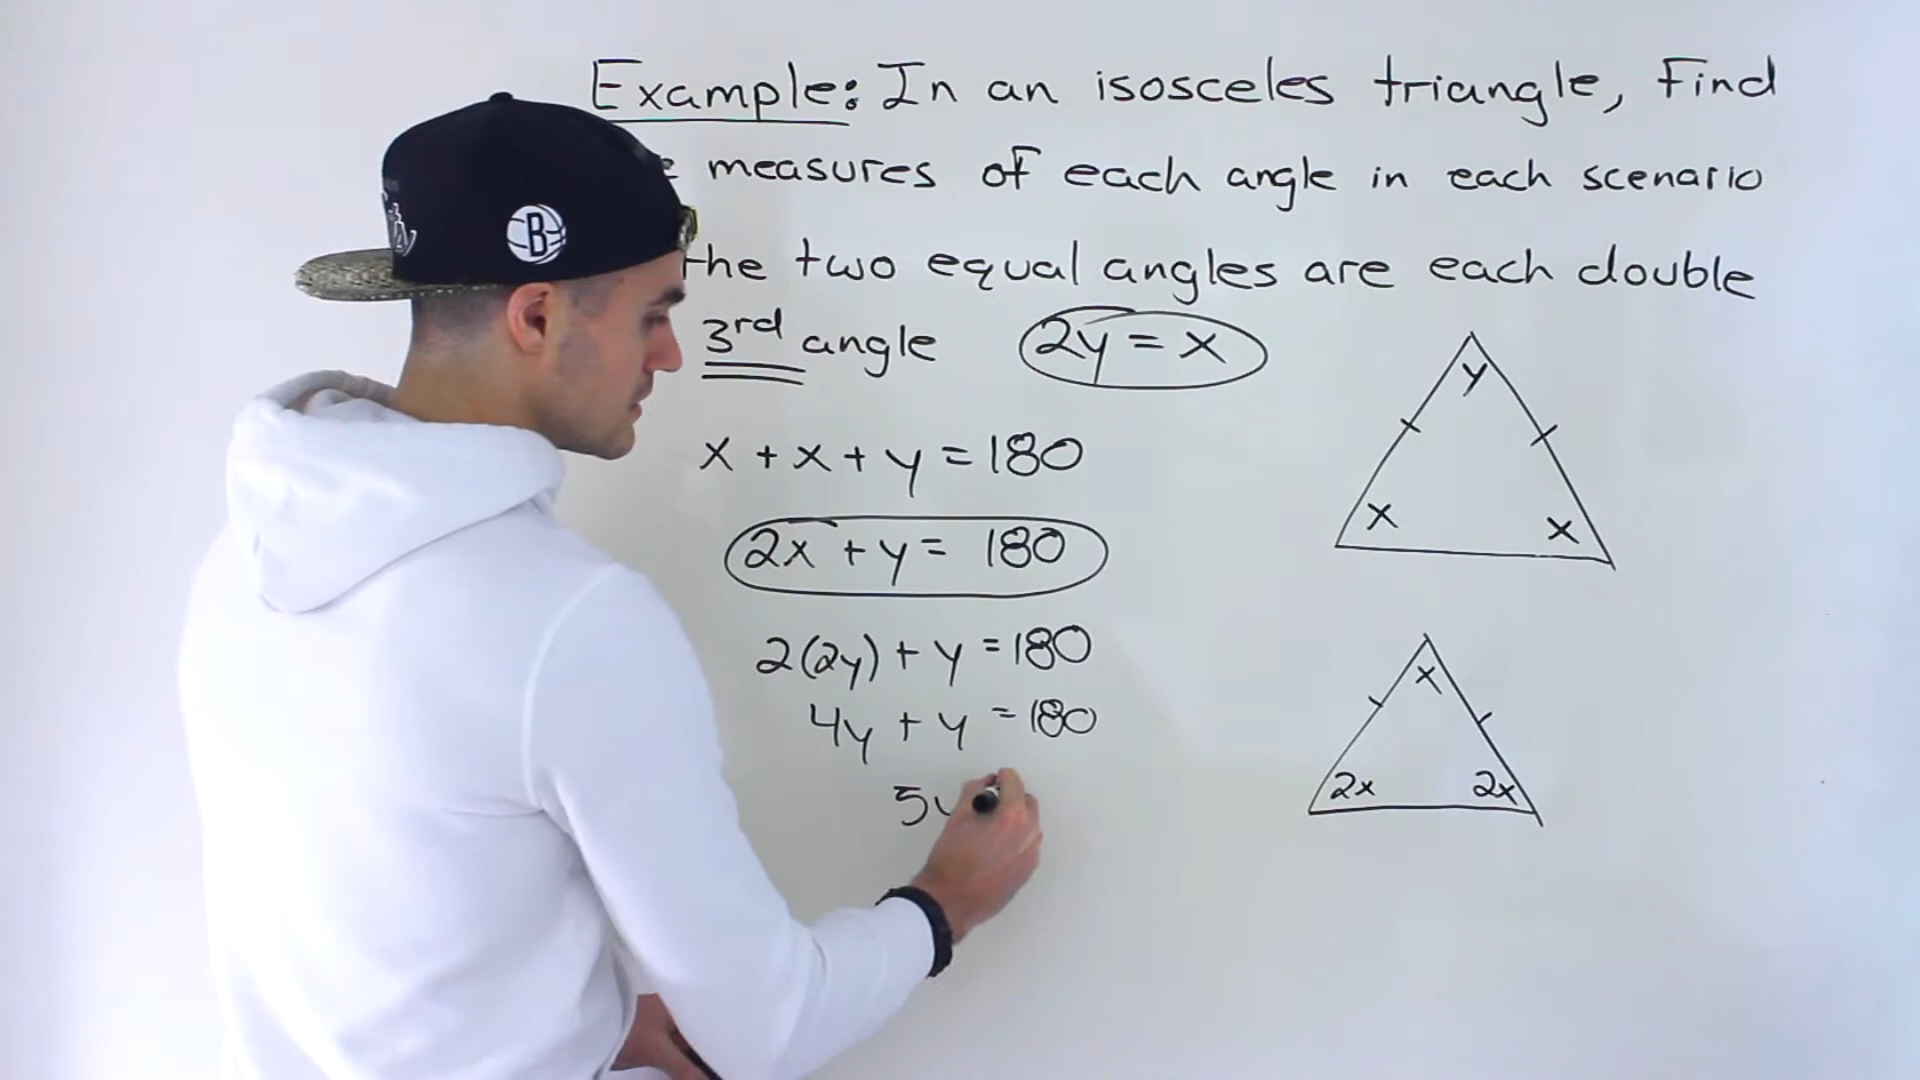 Example: In an isosceles triangle, Find
measures of each angle in each scenario
the two equal angles are each double
3rd angle
2y = x
x + x + y = 180
2x + y = 180
2(2y) + y = 180
4y + y = 180
5y
y
x
x
x
2x
2x
B